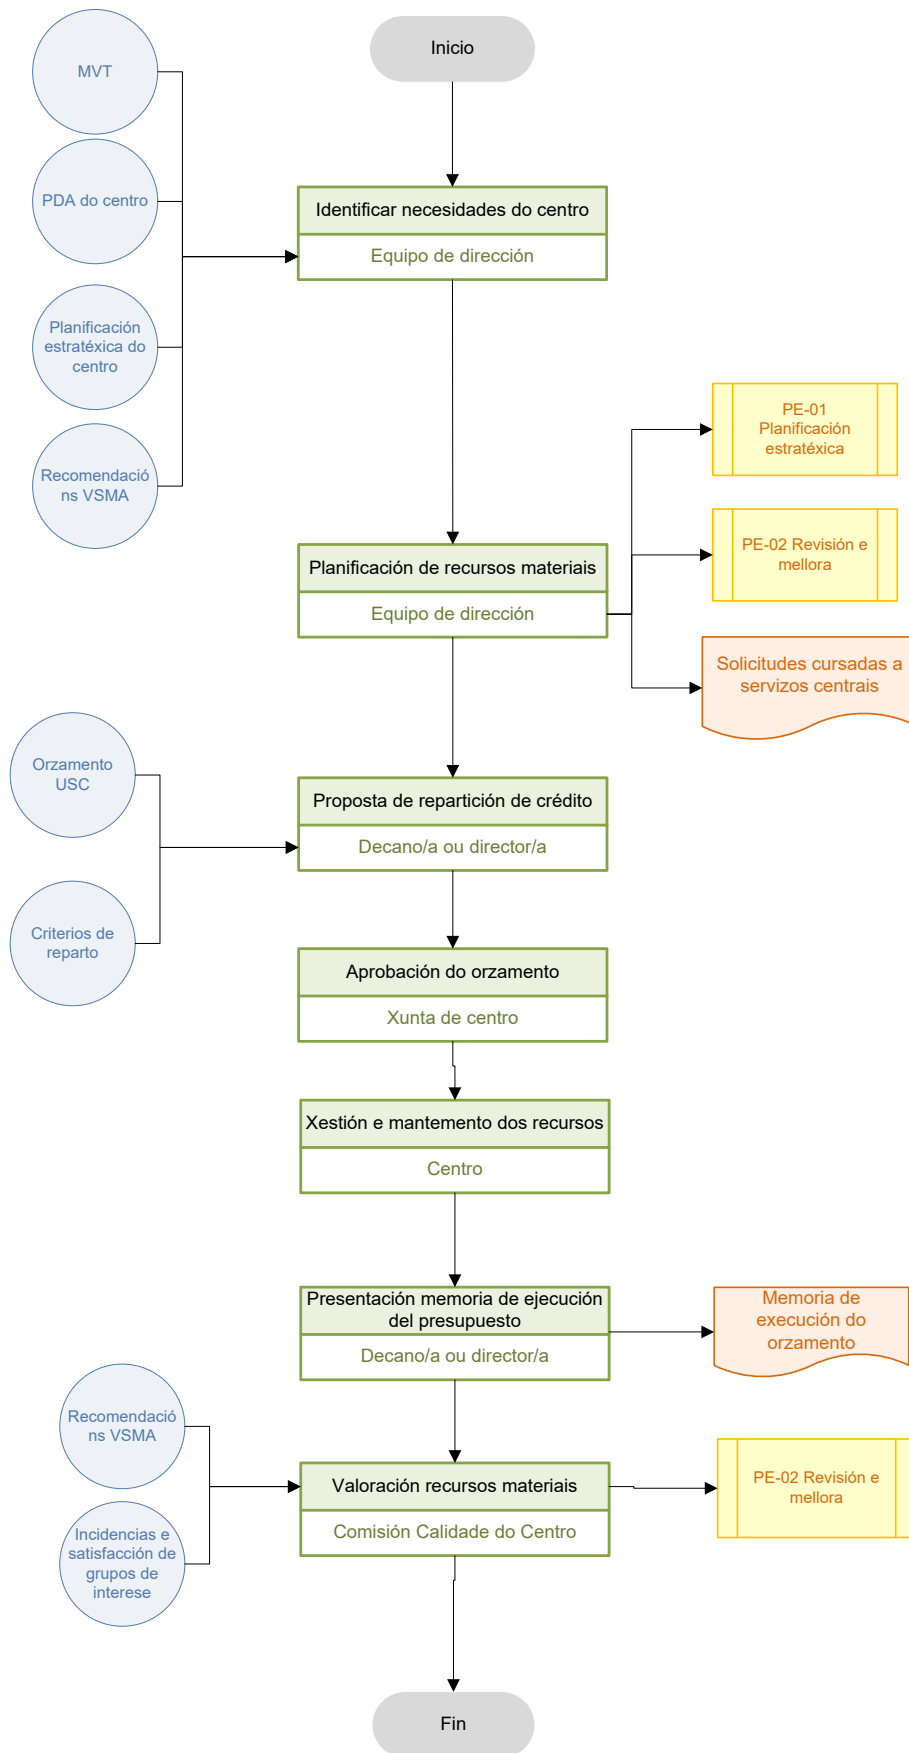 Inicio
MVT
PDA do centro
Planificación
estratéxica do
centro
Recomendació
ns VSMA
Identificar necesidades do centro
Equipo de dirección
PE-01
Planificación
estratéxica
PE-02 Revisión e
mellora
Solicitudes cursadas a
servizos centrais
Planificación de recursos materiais
Equipo de dirección
Orzamento
USC
Criterios de
reparto
Proposta de repartición de crédito
Decano/a ou director/a
Aprobación do orzamento
Xunta de centro
Xestión e mantemento dos recursos
Centro
Presentación memoria de ejecución
del presupuesto
Decano/a ou director/a
Memoria de
execución do
orzamento
Recomendació
ns VSMA
Incidencias e
satisfacción de
grupos de
interese
Valoración recursos materiais
Comisión Calidade do Centro
PE-02 Revisión e
mellora
Fin